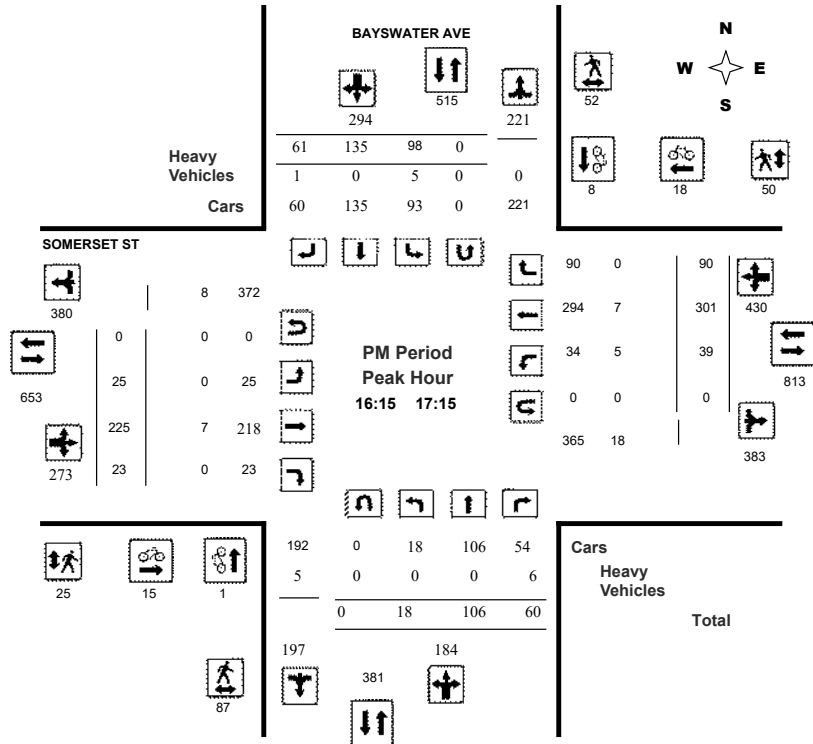 BAYSWATER AVE
N
W E
S
515
52
294 221
61 135 98 0
Heavy
Vehicles
1 0 5 0 0
8 18 50
Cars
60 135 93 0 221
SOMERSET ST
90 0 90
8 372
380
294 7 301 430
0 0 0
PM Period
Peak Hour
16:15 17:15
34 5 39
813
653
25 0 25
0 0 0
225 7 218
365 18
383
273
23 0 23
192 0 18 106 54
Cars
5 0 0 0 6
Heavy
Vehicles
25 15 1
0 18 106 60
Total
197 184
381
87